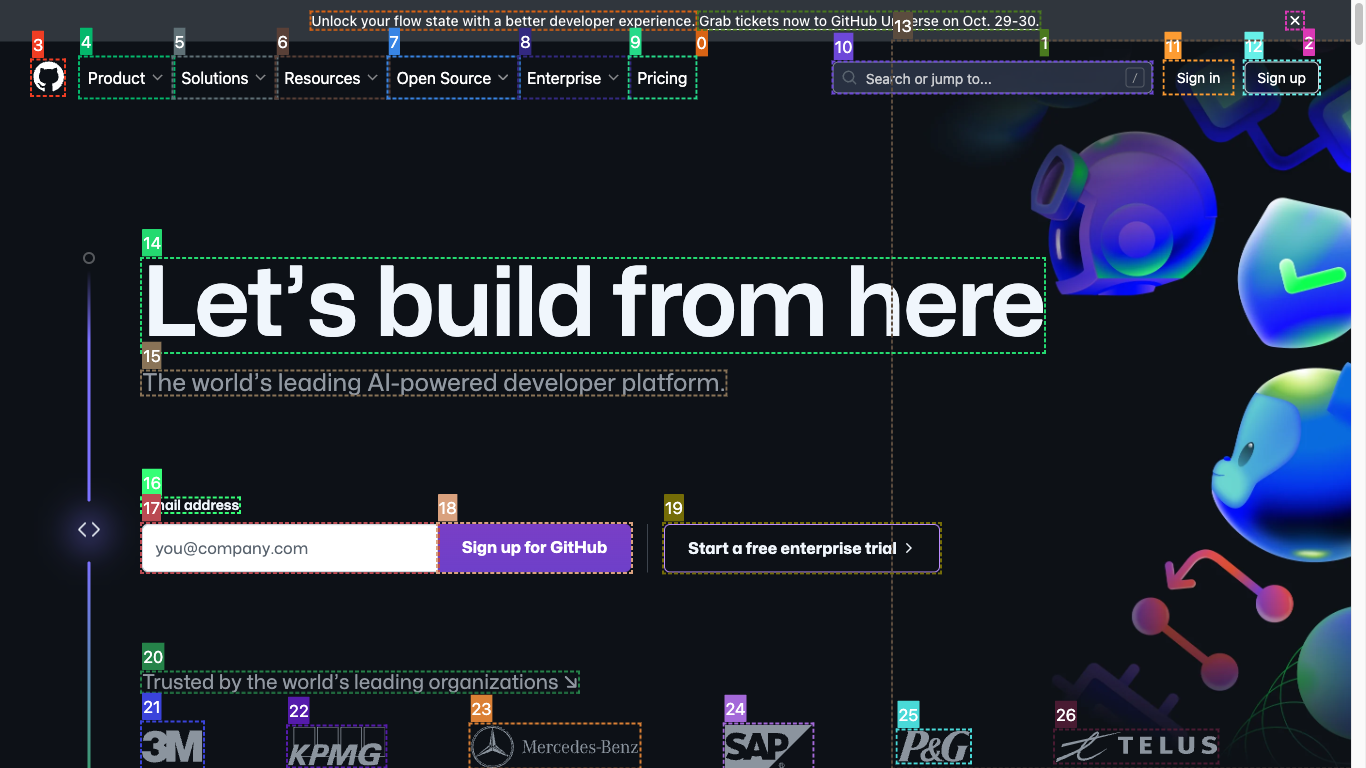 Unlock your flow state with a better developer experience. Grab tickets now to GitHub Universe on Oct. 29-30.
13
3 4 5 6 7 8 9 0 10 1 11 12 2
Product Solutions Resources Open Source Enterprise Pricing Search or jump to... / Sign in Sign up
14
Let's build from here
15
The world's leading AI-powered developer platform.
16
17 mail address 18 19
you@company.com Sign up for GitHub Start a free enterprise trial
20
Trusted by the world's leading organizations
21 22 23 24 25 26
3M KPMG Mercedes-Benz SAP P&G TELUS